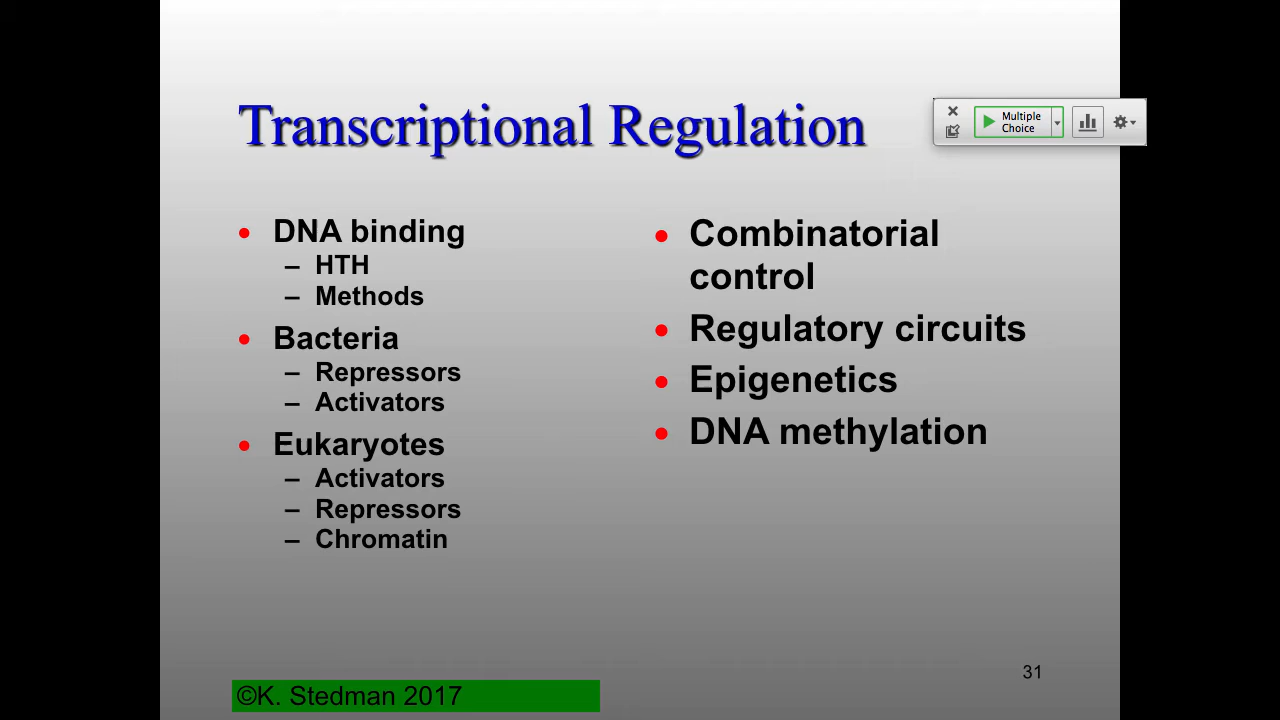 Transcriptional Regulation
Multiple
Choice
• DNA binding
– HTH
– Methods
• Bacteria
– Repressors
– Activators
• Eukaryotes
– Activators
– Repressors
– Chromatin
• Combinatorial
control
• Regulatory circuits
• Epigenetics
• DNA methylation
31
©K. Stedman 2017